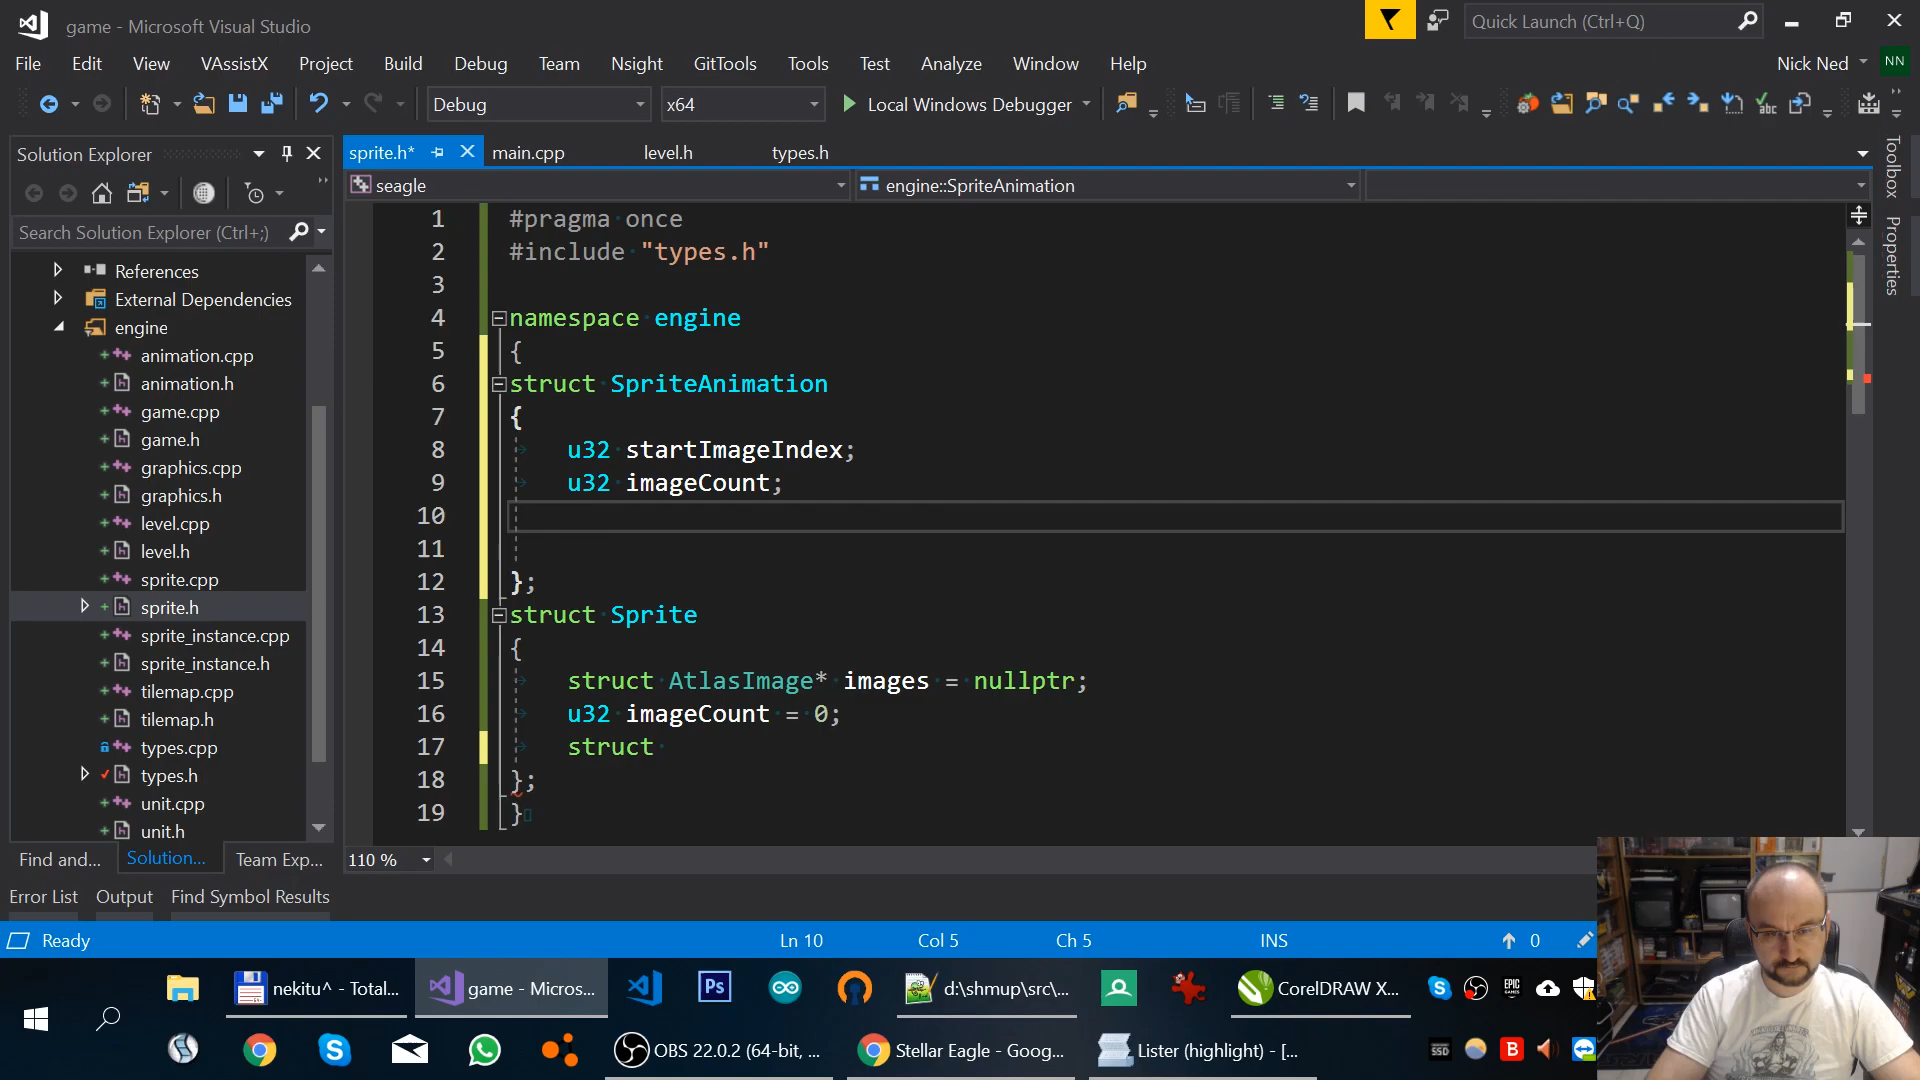 game - Microsoft Visual Studio
Quick Launch (Ctrl+Q)
File Edit View VAssistX Project Build Debug Team Nsight GitTools Tools Test Analyze Window Help
Nick Ned NN
Debug x64 Local Windows Debugger
Solution Explorer
sprite.h* main.cpp level.h types.h
seagle engine::SpriteAnimation
Search Solution Explorer (Ctrl+;)
References
External Dependencies
engine
animation.cpp
animation.h
game.cpp
game.h
graphics.cpp
graphics.h
level.cpp
level.h
sprite.cpp
sprite.h
sprite_instance.cpp
sprite_instance.h
tilemap.cpp
tilemap.h
types.cpp
types.h
unit.cpp
unit.h
1 #pragma once
2 #include "types.h"
3
4 namespace engine
5 {
6 struct SpriteAnimation
7 {
8 u32 startImageIndex;
9 u32 imageCount;
10
11
12 };
13 struct Sprite
14 {
15 struct AtlasImage* images = nullptr;
16 u32 imageCount = 0;
17 struct
18 };
19 }
Toolbox
Properties
Find and... Solution... Team Exp...
110 %
Error List Output Find Symbol Results
Ready Ln 10 Col 5 Ch 5 INS 0
nekitu^ - Total... game - Micros... Ps d:\shmup\src\... CorelDRAW X... EPIC GAMES
OBS 22.0.2 (64-bit, ... Stellar Eagle - Goog... Lister (highlight) - [... SSD B